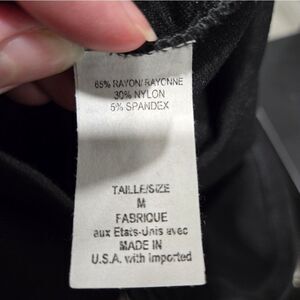 65% RAYON/RAYONNE
30% NYLON
5% SPANDEX
TAILLE/SIZE
M
FABRIQUE
aux Etats-Unis avec
MADE IN
U.S.A. with imported